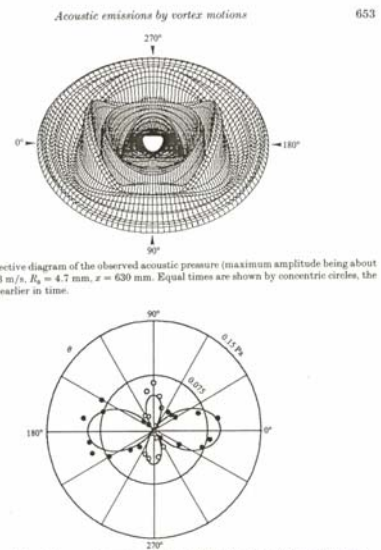 Acoustic emissions by vortex motions 653
270°
0° 180°
90°
ective diagram of the observed acoustic pressure (maximum amplitude being about
m/s, R₀ = 4.7 mm, x = 630 mm. Equal times are shown by concentric circles, the
earlier in time.
90°
θ 0.15 Pa
0.075
180° 0°
270°